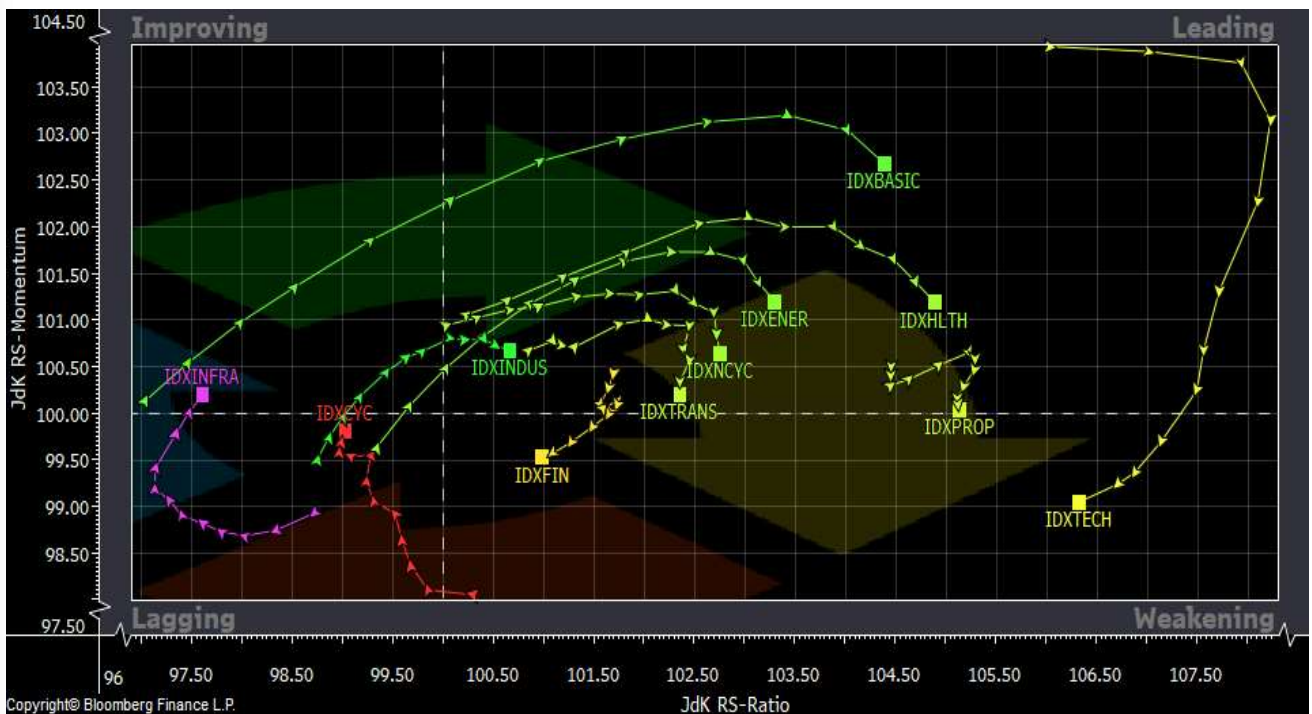 104.50
Improving
Leading
103.50
103.00
102.50
102.00
101.50
101.00
100.50
100.00
99.50
99.00
98.50
97.50
JdK RS-Momentum
IDXBASIC
IDXENER
IDXHLTH
IDXINDUS
IDXNCYC
IDXINFRA
IDXCYC
IDXTRANS
IDXPROP
IDXFIN
IDXTECH
Lagging
Weakening
96
97.50
98.50
99.50
100.50
101.50
102.50
103.50
104.50
105.50
106.50
107.50
Copyright© Bloomberg Finance L.P.
JdK RS-Ratio